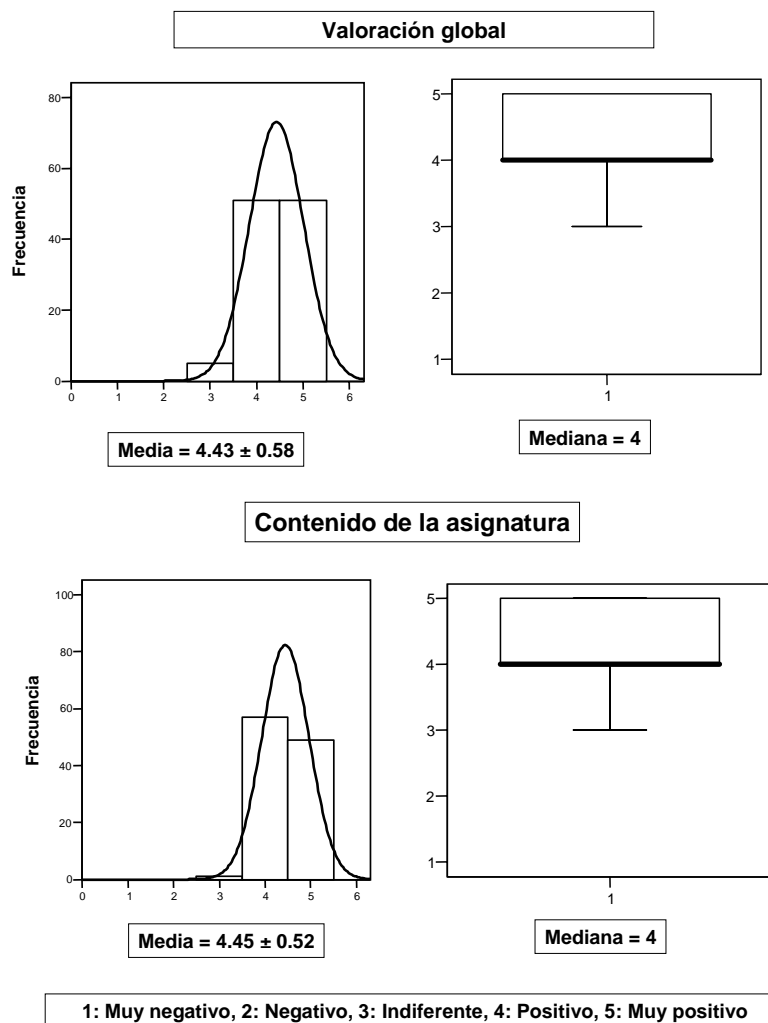 Valoración global
80
60
40
20
0
Frecuencia
0 1 2 3 4 5 6
5
4
3
2
1
1
Media = 4.43 ± 0.58
Mediana = 4
Contenido de la asignatura
100
80
60
40
20
0
Frecuencia
0 1 2 3 4 5 6
5
4
3
2
1
1
Media = 4.45 ± 0.52
Mediana = 4
1: Muy negativo, 2: Negativo, 3: Indiferente, 4: Positivo, 5: Muy positivo